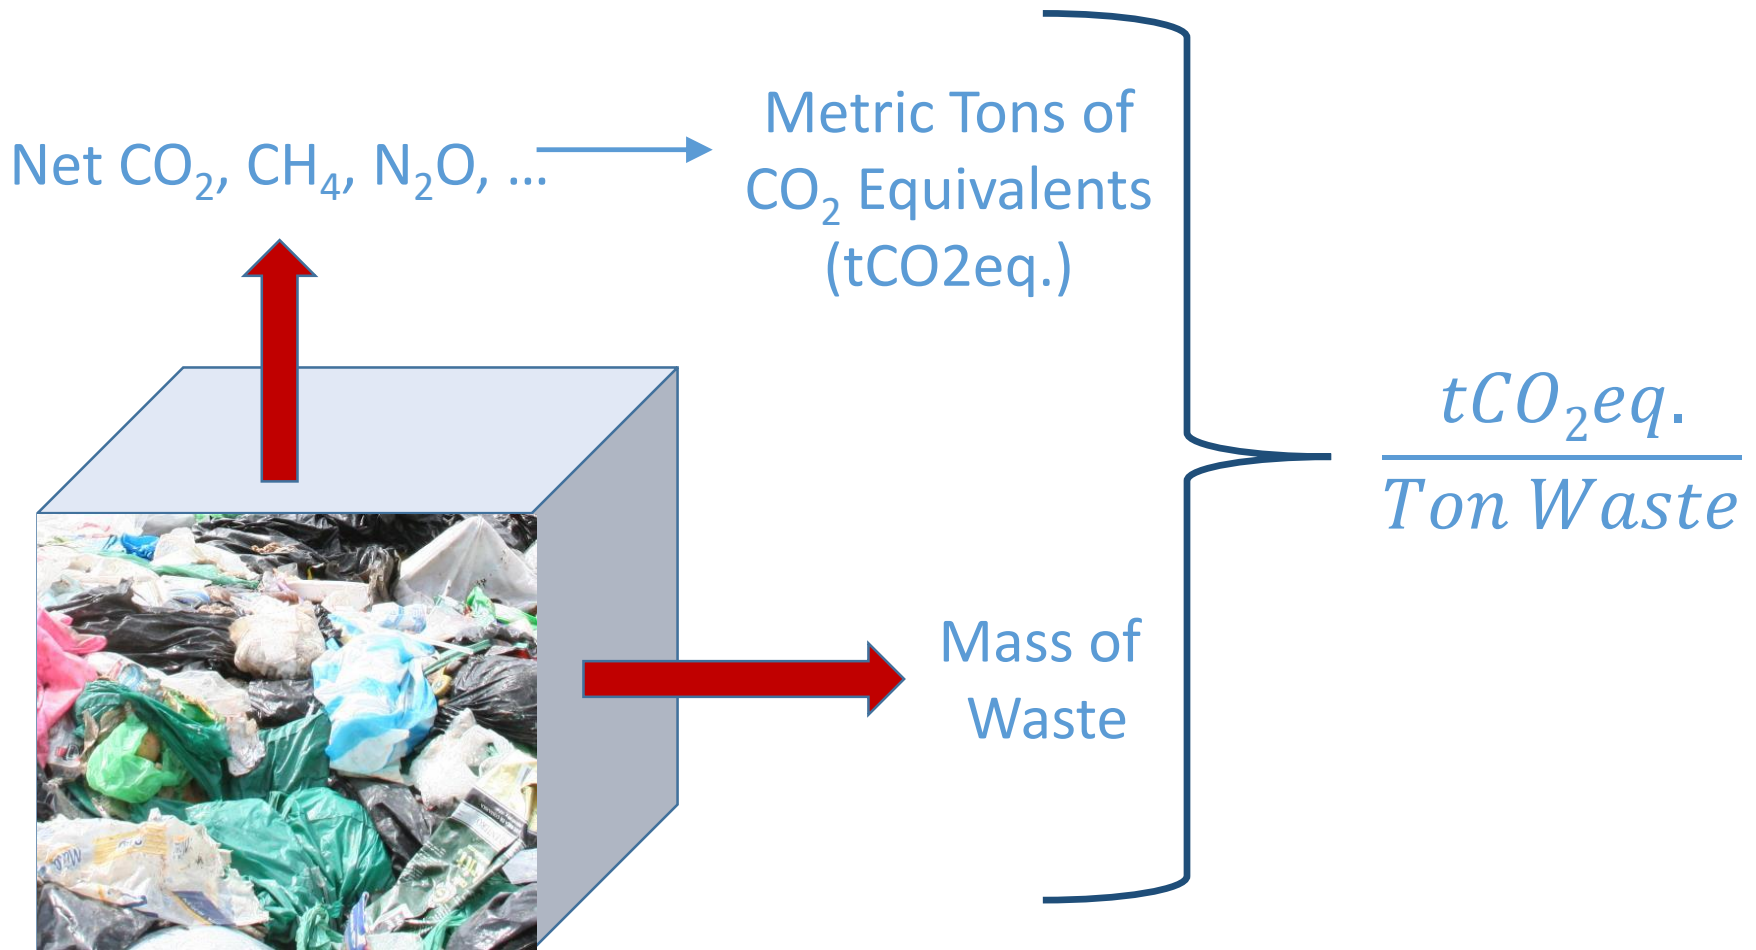 Net CO₂, CH₄, N₂O, ...
Metric Tons of
CO₂ Equivalents
(tCO2eq.)
Mass of
Waste
tCO₂eq.
Ton Waste